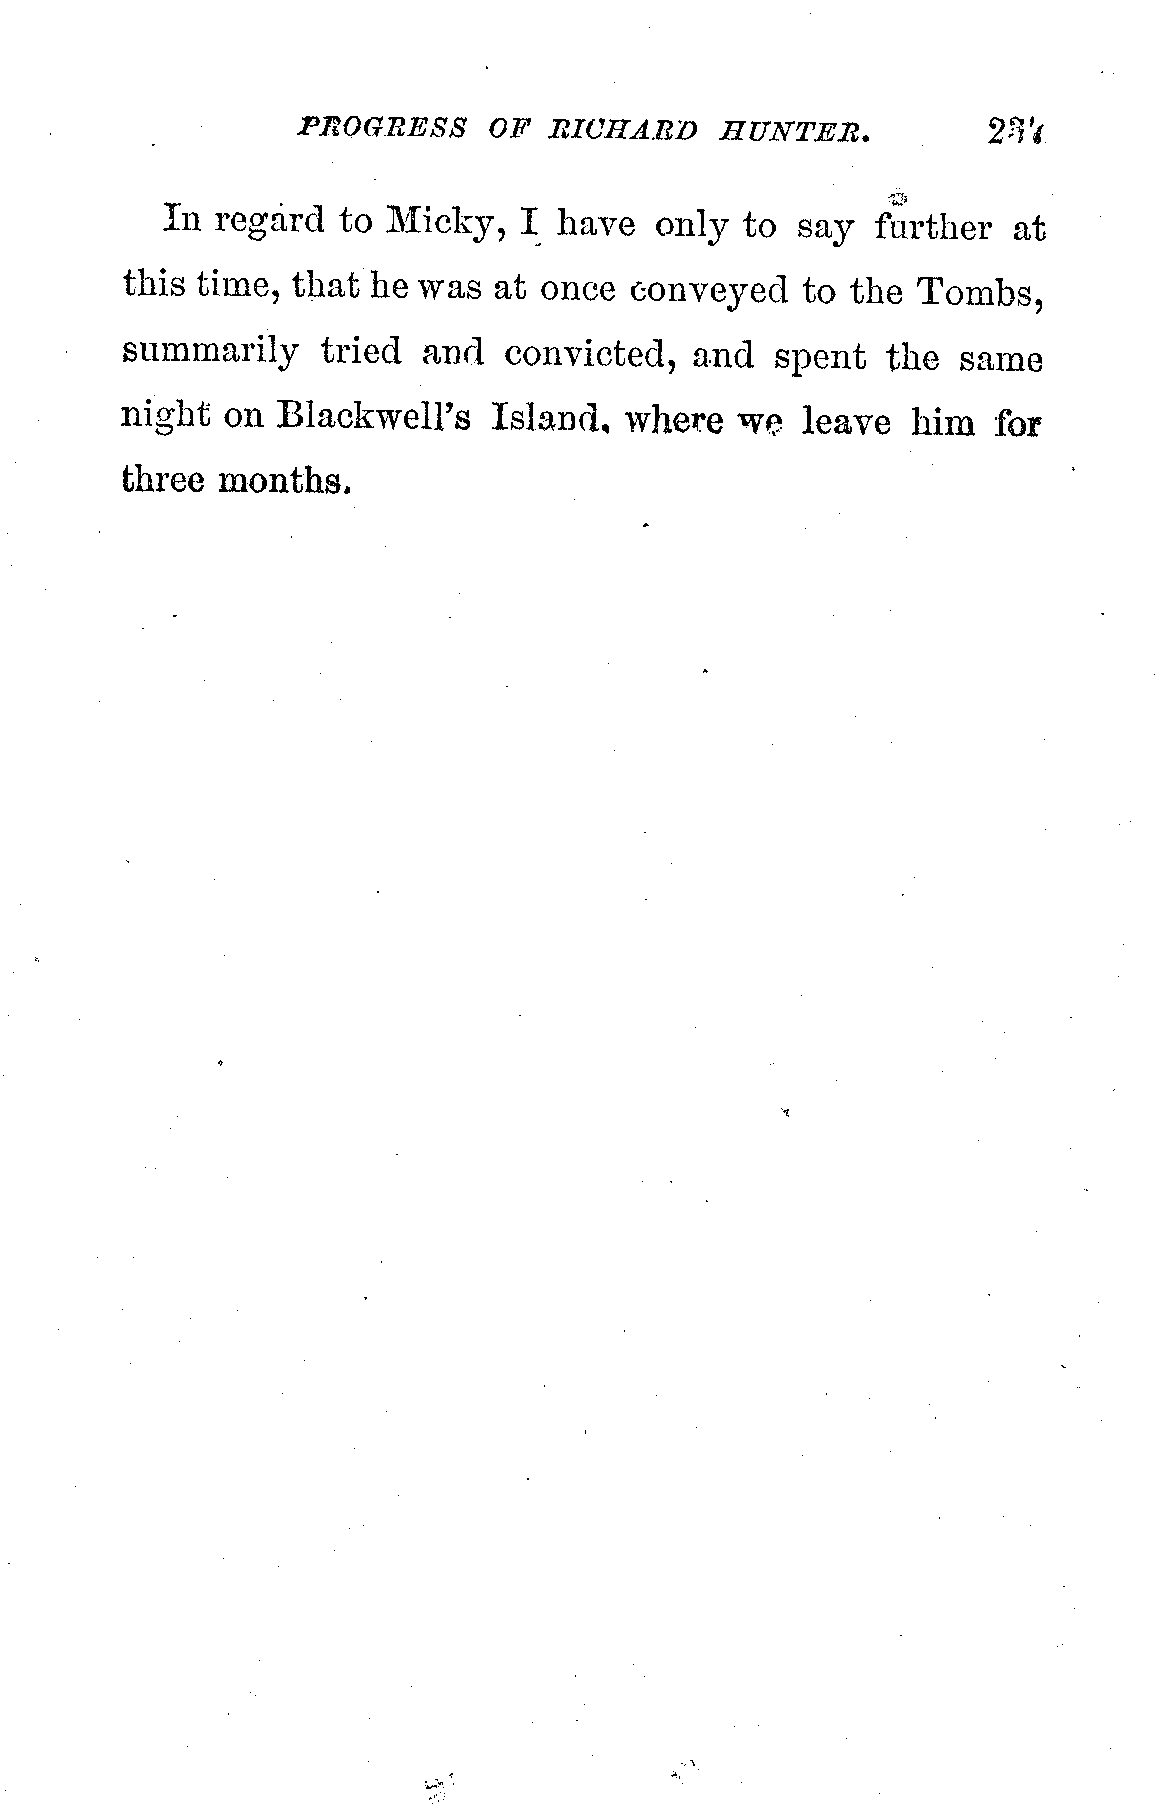 PROGRESS OF RICHARD HUNTER. 237
In regard to Micky, I have only to say further at
this time, that he was at once conveyed to the Tombs,
summarily tried and convicted, and spent the same
night on Blackwell's Island, where we leave him for
three months.